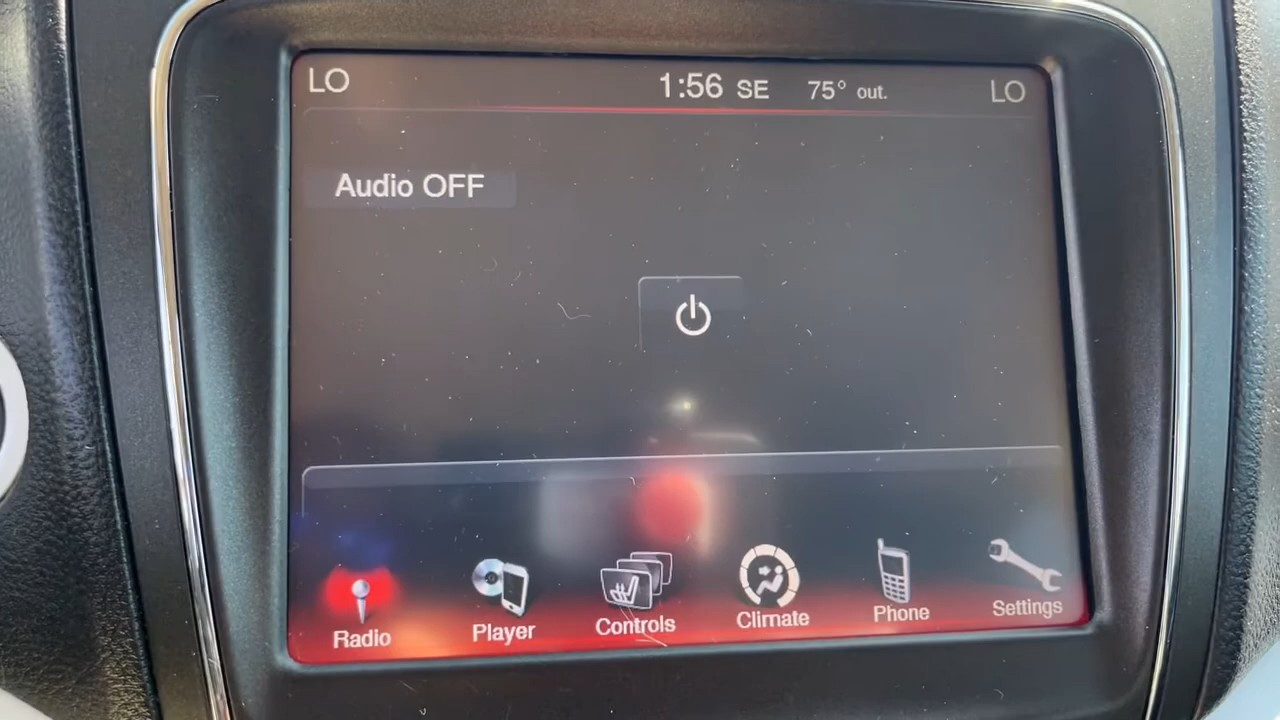 LO 1:56 SE 75° out. LO
Audio OFF
Radio Player Controls Climate Phone Settings